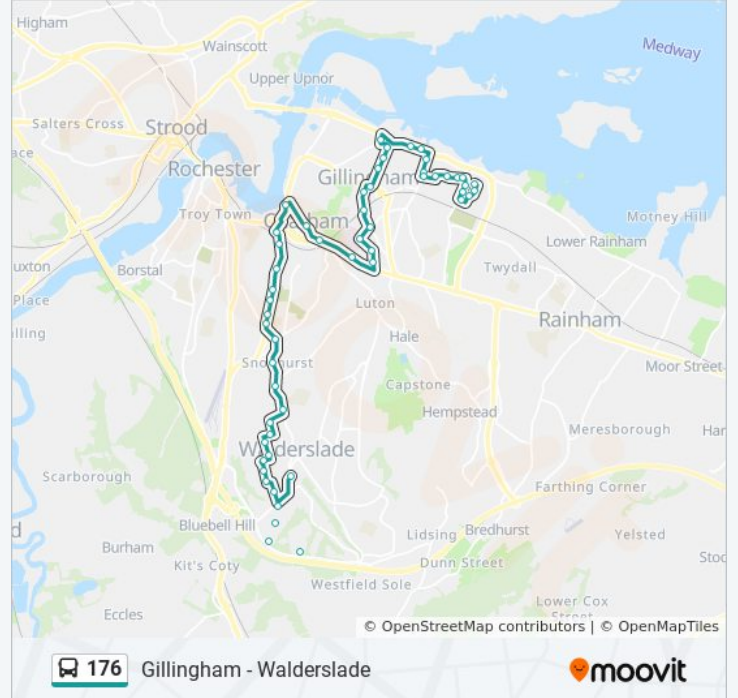 Higham
Wainscott
Medway
Upper Upnor
Salters Cross
Strood
ace
Rochester
Gillingham
Troy Town
Chatham
Motney Hill
Lower Rainham
uxton
Borstal
Twydall
Place
Luton
Rainham
lling
Hale
Snodhurst
Moor Street
Capstone
Hempstead
Meresborough
Har
Walderslade
Scarborough
Farthing Corner
d
Bluebell Hill
Lidsing
Bredhurst
Yelsted
Burham
Kit's Coty
Dunn Street
Stoc
Westfield Sole
Lower Cox
Street
Eccles
© OpenStreetMap contributors | © OpenMapTiles
176 Gillingham - Walderslade
moovit